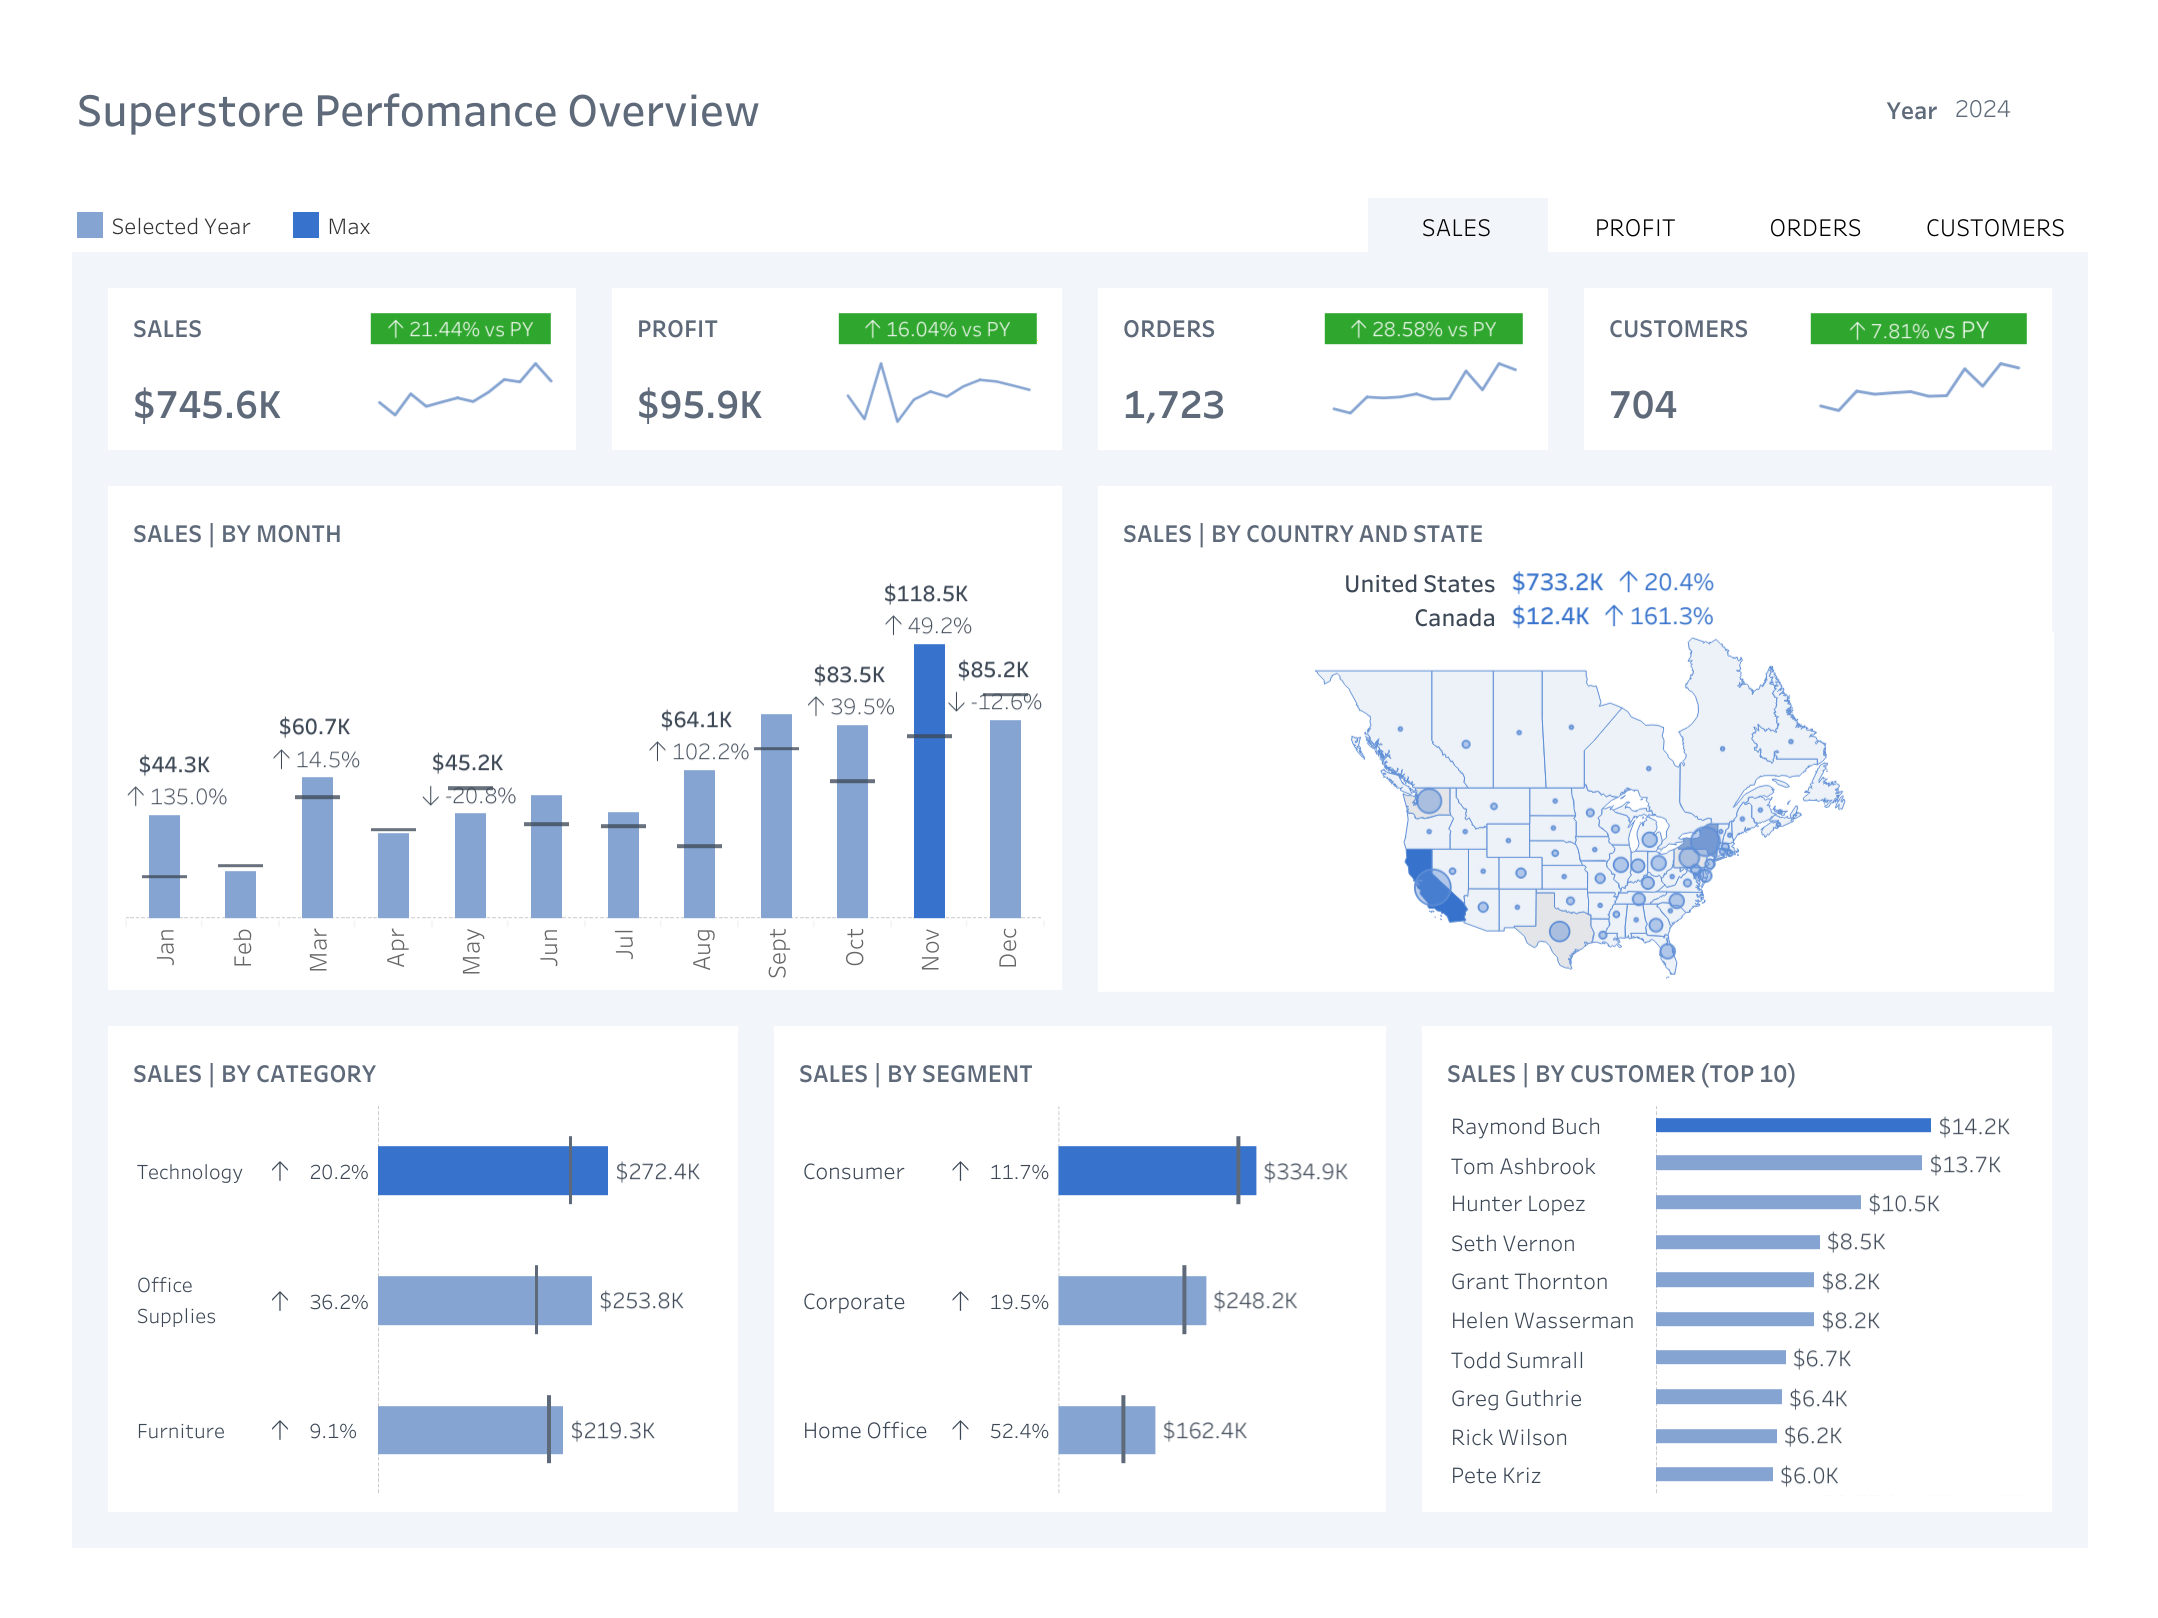 Superstore Perfomance Overview
Year 2024
Selected Year
Max
SALES
PROFIT
ORDERS
CUSTOMERS
SALES
↑ 21.44% vs PY
$745.6K
PROFIT
↑ 16.04% vs PY
$95.9K
ORDERS
↑ 28.58% vs PY
1,723
CUSTOMERS
↑ 7.81% vs PY
704
SALES | BY MONTH
$44.3K
↑ 135.0%
$60.7K
↑ 14.5%
$45.2K
↓ -20.8%
$64.1K
↑ 102.2%
$83.5K
↑ 39.5%
$118.5K
↑ 49.2%
$85.2K
↓ -12.6%
Jan
Feb
Mar
Apr
May
Jun
Jul
Aug
Sept
Oct
Nov
Dec
SALES | BY COUNTRY AND STATE
United States $733.2K ↑ 20.4%
Canada $12.4K ↑ 161.3%
SALES | BY CATEGORY
Technology ↑ 20.2% $272.4K
Office
Supplies ↑ 36.2% $253.8K
Furniture ↑ 9.1% $219.3K
SALES | BY SEGMENT
Consumer ↑ 11.7% $334.9K
Corporate ↑ 19.5% $248.2K
Home Office ↑ 52.4% $162.4K
SALES | BY CUSTOMER (TOP 10)
Raymond Buch $14.2K
Tom Ashbrook $13.7K
Hunter Lopez $10.5K
Seth Vernon $8.5K
Grant Thornton $8.2K
Helen Wasserman $8.2K
Todd Sumrall $6.7K
Greg Guthrie $6.4K
Rick Wilson $6.2K
Pete Kriz $6.0K